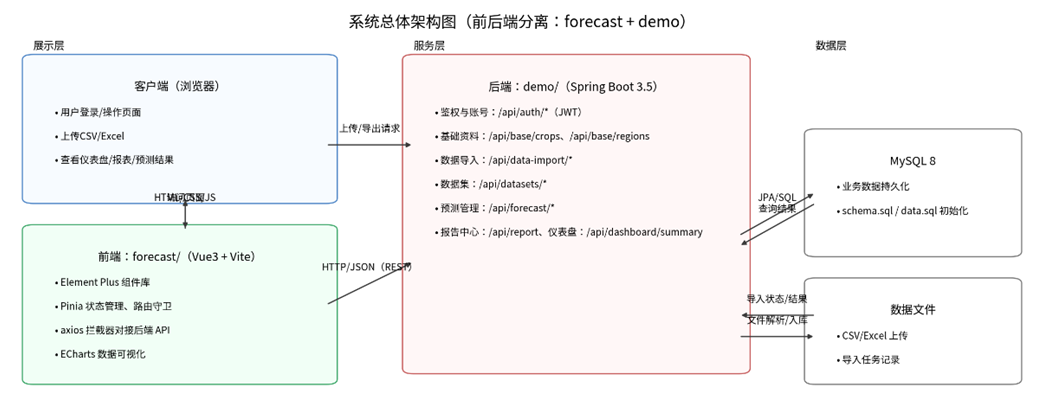 系统总体架构图（前后端分离：forecast + demo）
展示层
服务层
数据层
客户端（浏览器）
• 用户登录/操作页面
• 上传CSV/Excel
• 查看仪表盘/报表/预测结果
上传/导出请求
HTML/CSS/JS
前端：forecast/（Vue3 + Vite）
• Element Plus 组件库
• Pinia 状态管理、路由守卫
• axios 拦截器对接后端 API
• ECharts 数据可视化
HTTP/JSON（REST）
后端：demo/（Spring Boot 3.5）
• 鉴权与账号：/api/auth/*（JWT）
• 基础资料：/api/base/crops、/api/base/regions
• 数据导入：/api/data-import/*
• 数据集：/api/datasets/*
• 预测管理：/api/forecast/*
• 报告中心：/api/report、仪表盘：/api/dashboard/summary
JPA/SQL
查询结果
MySQL 8
• 业务数据持久化
• schema.sql / data.sql 初始化
导入状态/结果
文件解析/入库
数据文件
• CSV/Excel 上传
• 导入任务记录